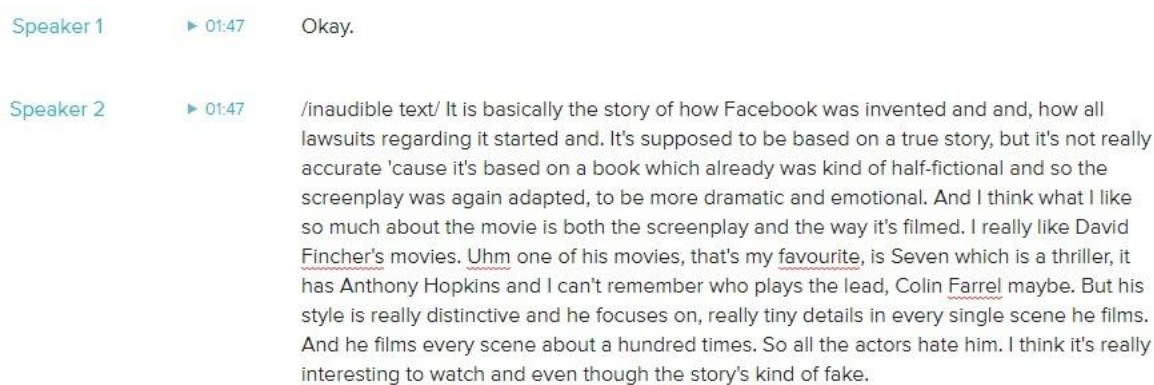 Speaker 1 ▶ 01:47 Okay.
Speaker 2 ▶ 01:47 /inaudible text/ It is basically the story of how Facebook was invented and and, how all
lawsuits regarding it started and. It's supposed to be based on a true story, but it's not really
accurate 'cause it's based on a book which already was kind of half-fictional and so the
screenplay was again adapted, to be more dramatic and emotional. And I think what I like
so much about the movie is both the screenplay and the way it's filmed. I really like David
Fincher's movies. Uhm one of his movies, that's my favourite, is Seven which is a thriller, it
has Anthony Hopkins and I can't remember who plays the lead, Colin Farrel maybe. But his
style is really distinctive and he focuses on, really tiny details in every single scene he films.
And he films every scene about a hundred times. So all the actors hate him. I think it's really
interesting to watch and even though the story's kind of fake.